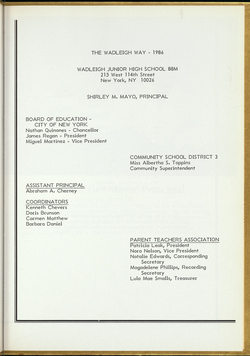 THE WADLEIGH WAY - 1986
WADLEIGH JUNIOR HIGH SCHOOL 88M
215 West 114th Street
New York, NY 10026
SHIRLEY M. MAYO, PRINCIPAL
BOARD OF EDUCATION -
CITY OF NEW YORK
Nathan Quinones - Chancellor
James Regan - President
Miguel Martinez - Vice President
COMMUNITY SCHOOL DISTRICT 3
Miss Albertha S. Toppins
Community Superintendent
ASSISTANT PRINCIPAL
Abraham A. Cherney
COORDINATORS
Kenneth Chevers
Doris Brunson
Carmen Matthew
Barbara Daniel
PARENT TEACHERS ASSOCIATION
Patricia Leak, President
Nora Nelson, Vice President
Natalie Edwards, Corresponding
Secretary
Magadelene Phillips, Recording
Secretary
Lula Mae Smalls, Treasurer